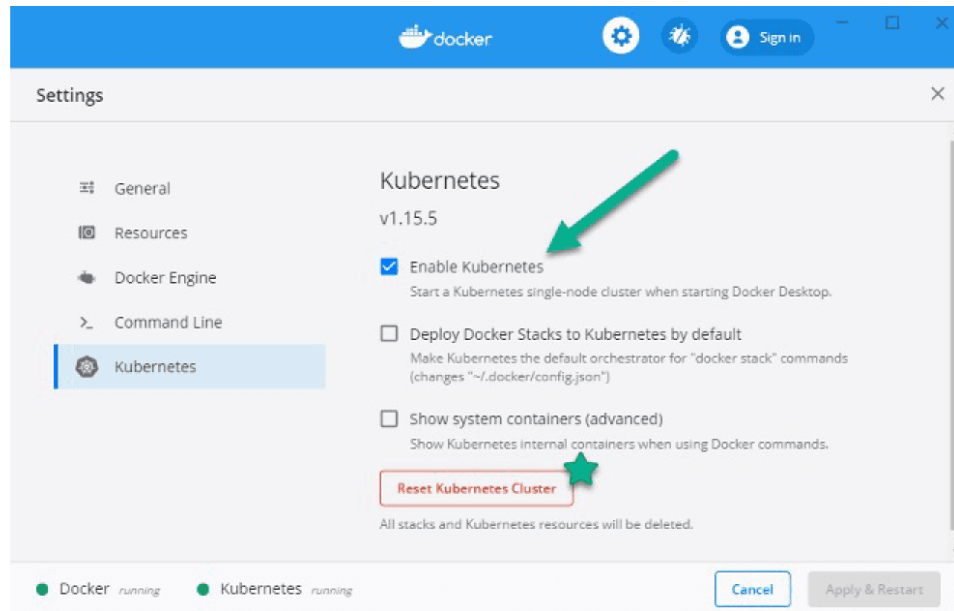 docker
Sign in
Settings
General
Resources
Docker Engine
Command Line
Kubernetes
Kubernetes
v1.15.5
Enable Kubernetes
Start a Kubernetes single-node cluster when starting Docker Desktop.
Deploy Docker Stacks to Kubernetes by default
Make Kubernetes the default orchestrator for "docker stack" commands
(changes "~/.docker/config.json")
Show system containers (advanced)
Show Kubernetes internal containers when using Docker commands.
Reset Kubernetes Cluster
All stacks and Kubernetes resources will be deleted.
Docker running Kubernetes running
Cancel Apply & Restart